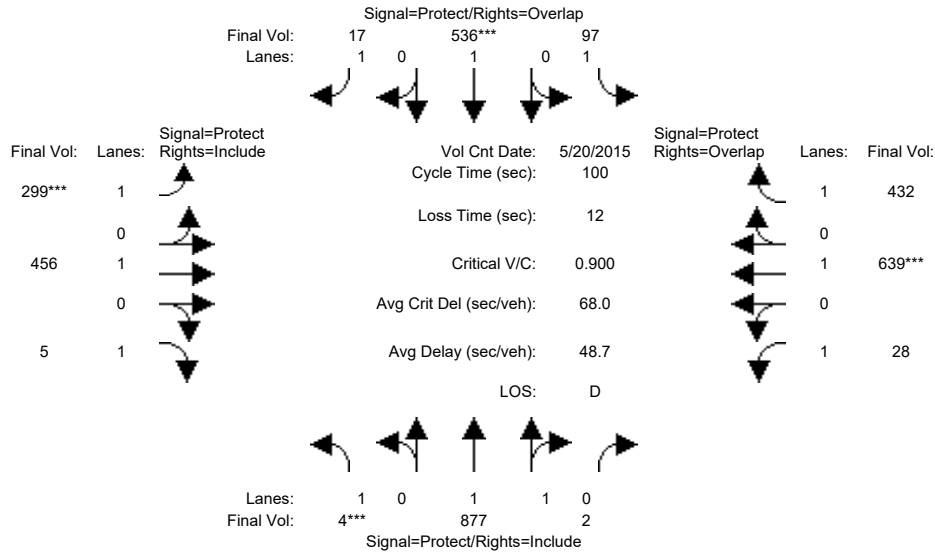 Signal=Protect/Rights=Overlap
Final Vol: 17 536*** 97
Lanes: 1 0 1 0 1
Signal=Protect
Final Vol: Lanes: Rights=Include
Vol Cnt Date: 5/20/2015
Signal=Protect
Rights=Overlap Lanes: Final Vol:
Cycle Time (sec): 100
299*** 1
1 432
Loss Time (sec): 12
0
0
456 1
Critical V/C: 0.900
1 639***
0
Avg Crit Del (sec/veh): 68.0
0
5 1
Avg Delay (sec/veh): 48.7
1 28
LOS: D
Lanes: 1 0 1 1 0
Final Vol: 4*** 877 2
Signal=Protect/Rights=Include